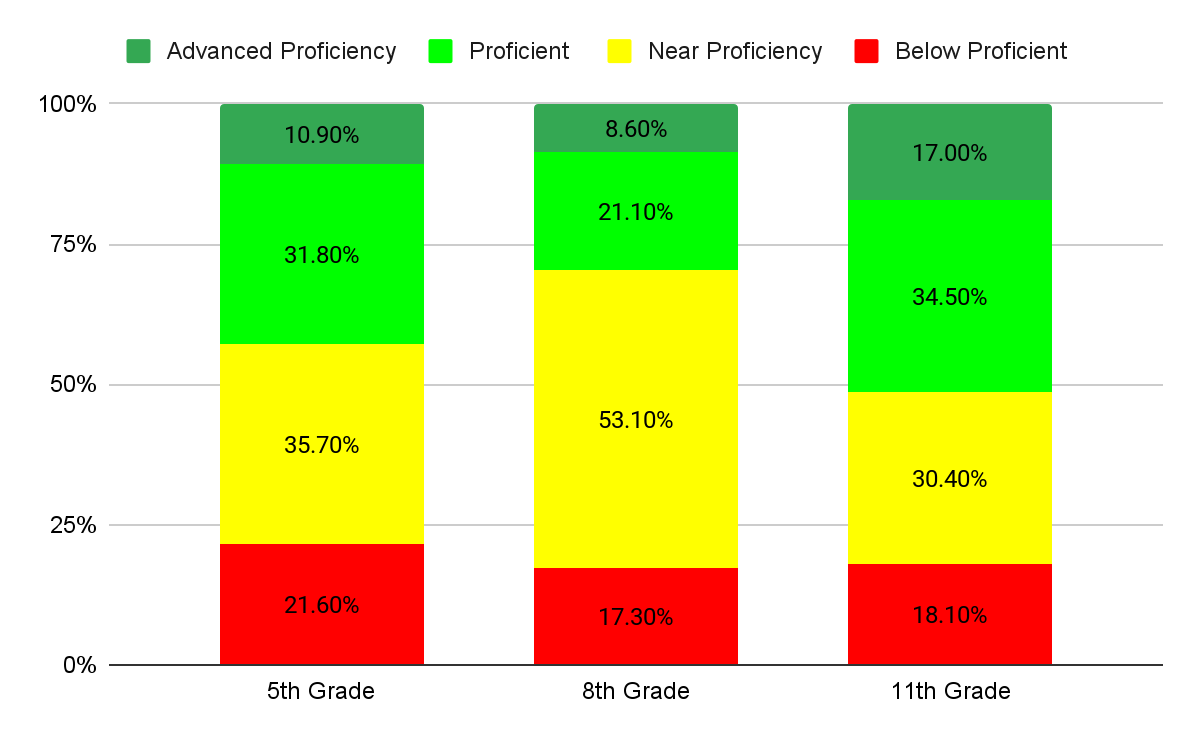 Advanced Proficiency Proficient Near Proficiency Below Proficient
100%
10.90% 8.60% 17.00%
75%
31.80% 21.10% 34.50%
50%
35.70% 53.10% 30.40%
25%
21.60% 17.30% 18.10%
0%
5th Grade 8th Grade 11th Grade